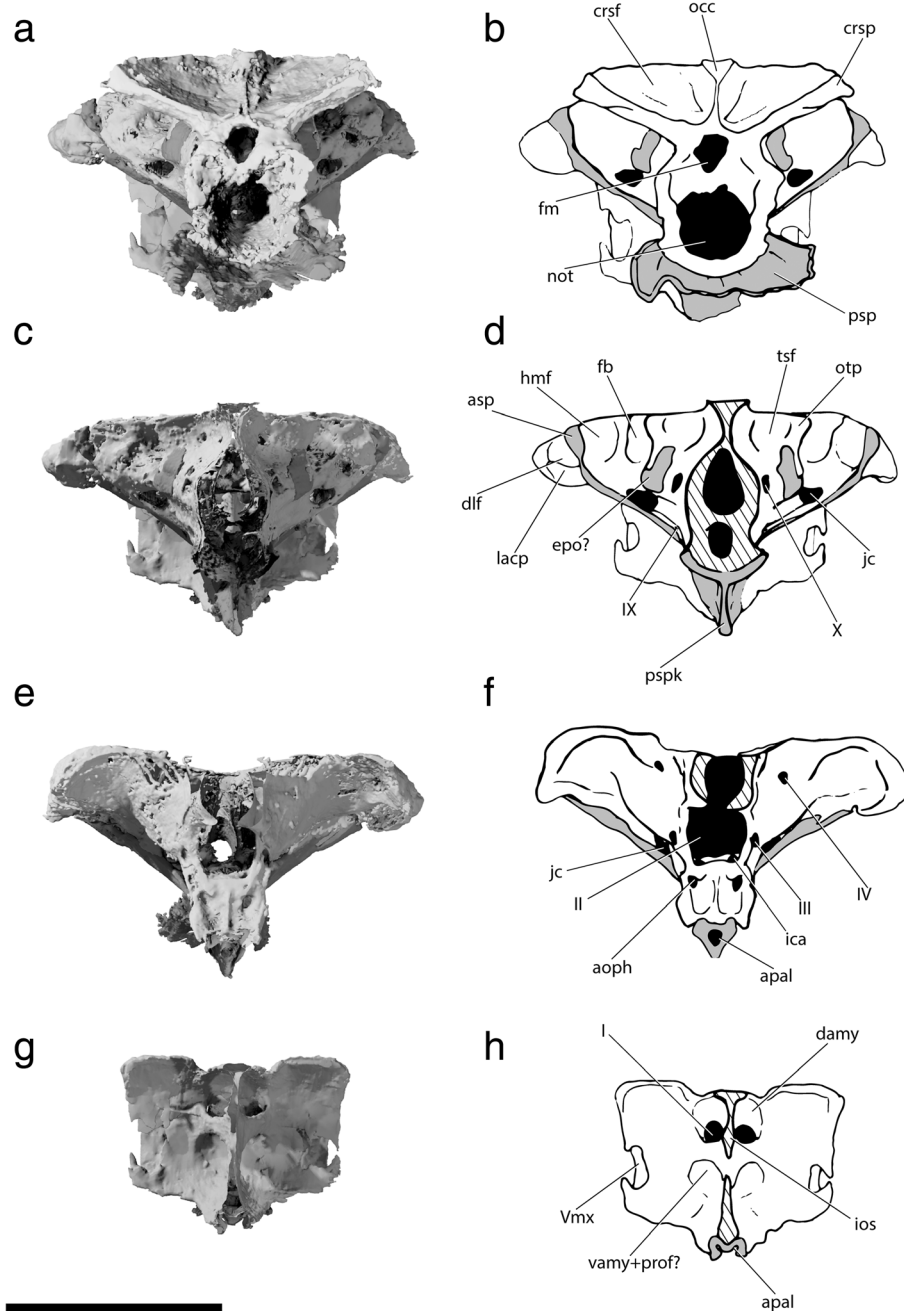 a
b
crsf
occ
crsp
fm
not
psp
c
d
asp
hmf
fb
tsf
otp
dlf
lacp
epo?
IX
pspk
X
jc
e
f
jc
II
aoph
apal
ica
III
IV
g
h
I
damy
Vmx
vamy+prof?
apal
ios